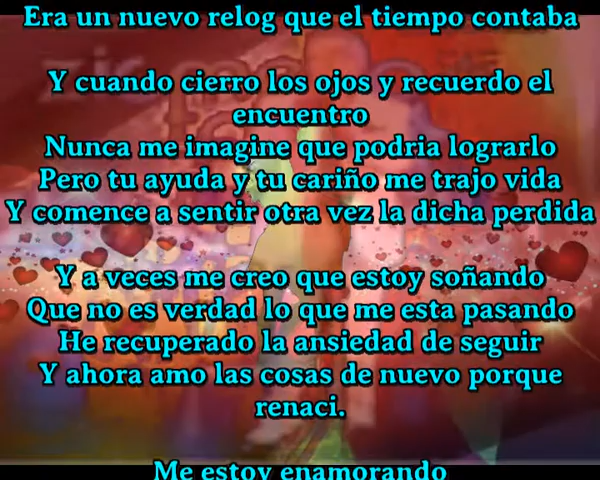 Era un nuevo relog que el tiempo contaba
Y cuando cierro los ojos y recuerdo el
encuentro
Nunca me imagine que podria lograrlo
Pero tu ayuda y tu cariño me trajo vida
Y comence a sentir otra vez la dicha perdida
Y a veces me creo que estoy soñando
Que no es verdad lo que me esta pasando
He recuperado la ansiedad de seguir
Y ahora amo las cosas de nuevo porque
renaci.
Me estoy enamorando